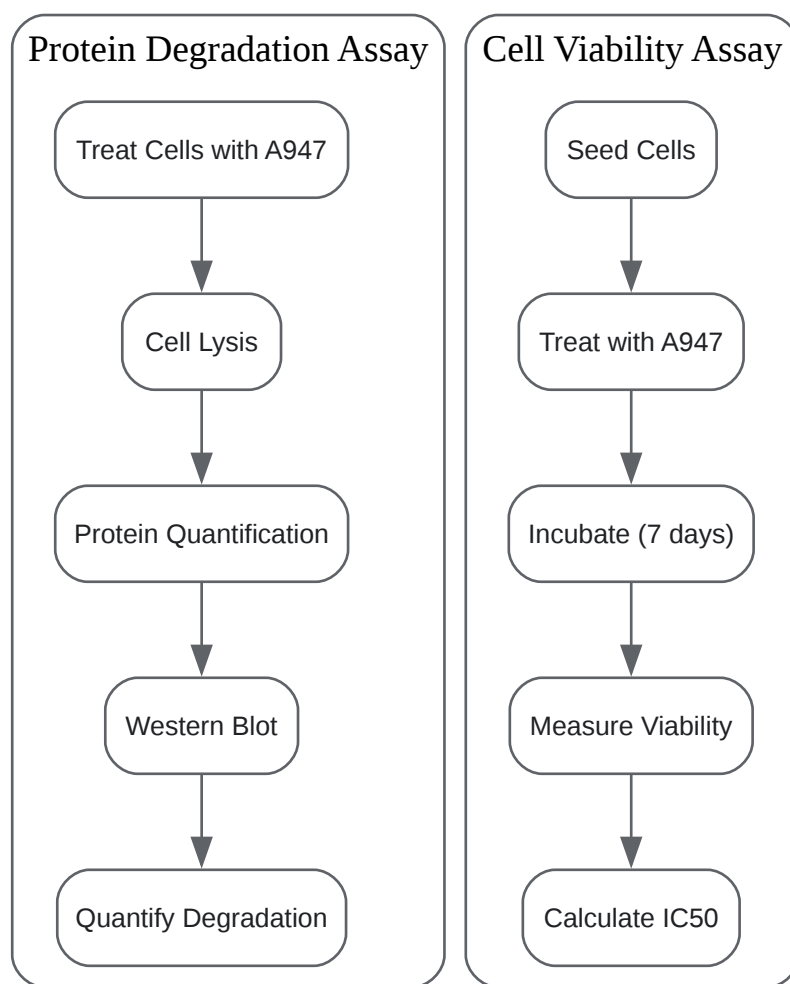 Protein Degradation Assay
Treat Cells with A947
Cell Lysis
Protein Quantification
Western Blot
Quantify Degradation
Cell Viability Assay
Seed Cells
Treat with A947
Incubate (7 days)
Measure Viability
Calculate IC50